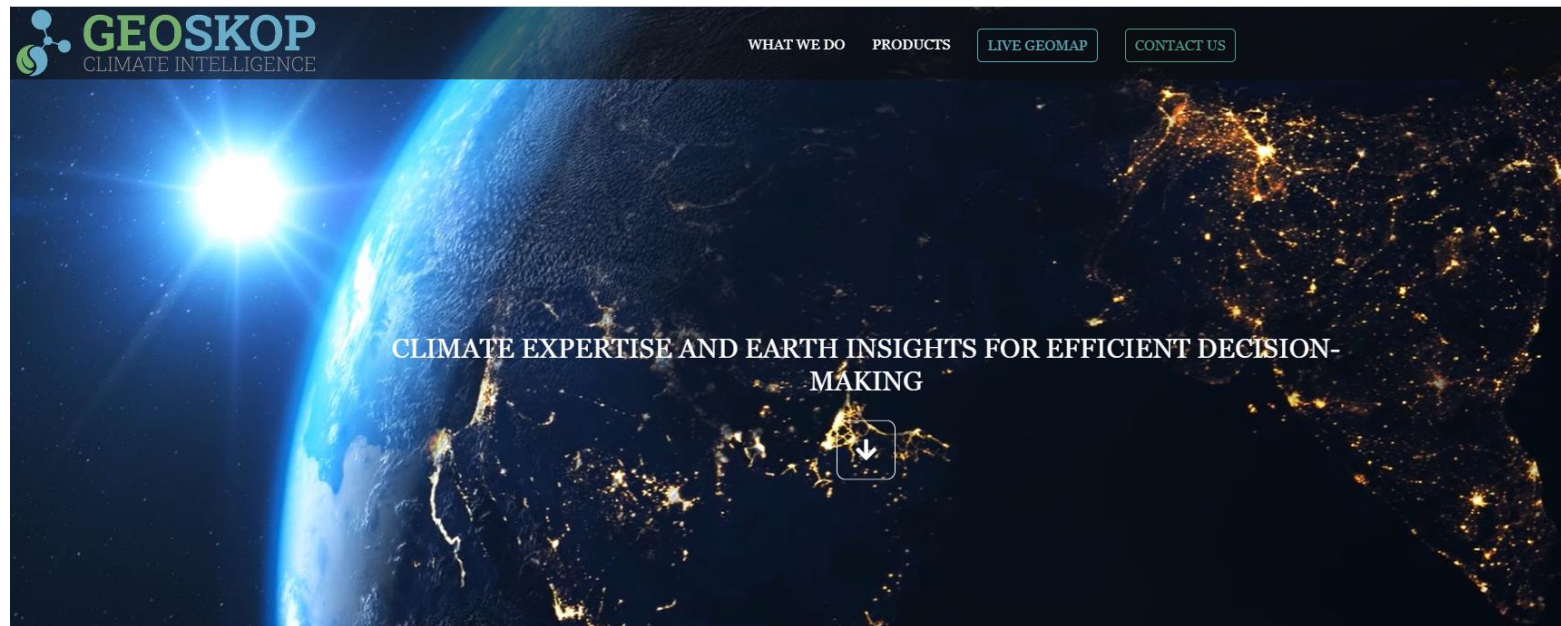 GEOSKOP
CLIMATE INTELLIGENCE
WHAT WE DO
PRODUCTS
LIVE GEOMAP
CONTACT US
CLIMATE EXPERTISE AND EARTH INSIGHTS FOR EFFICIENT DECISION-
MAKING